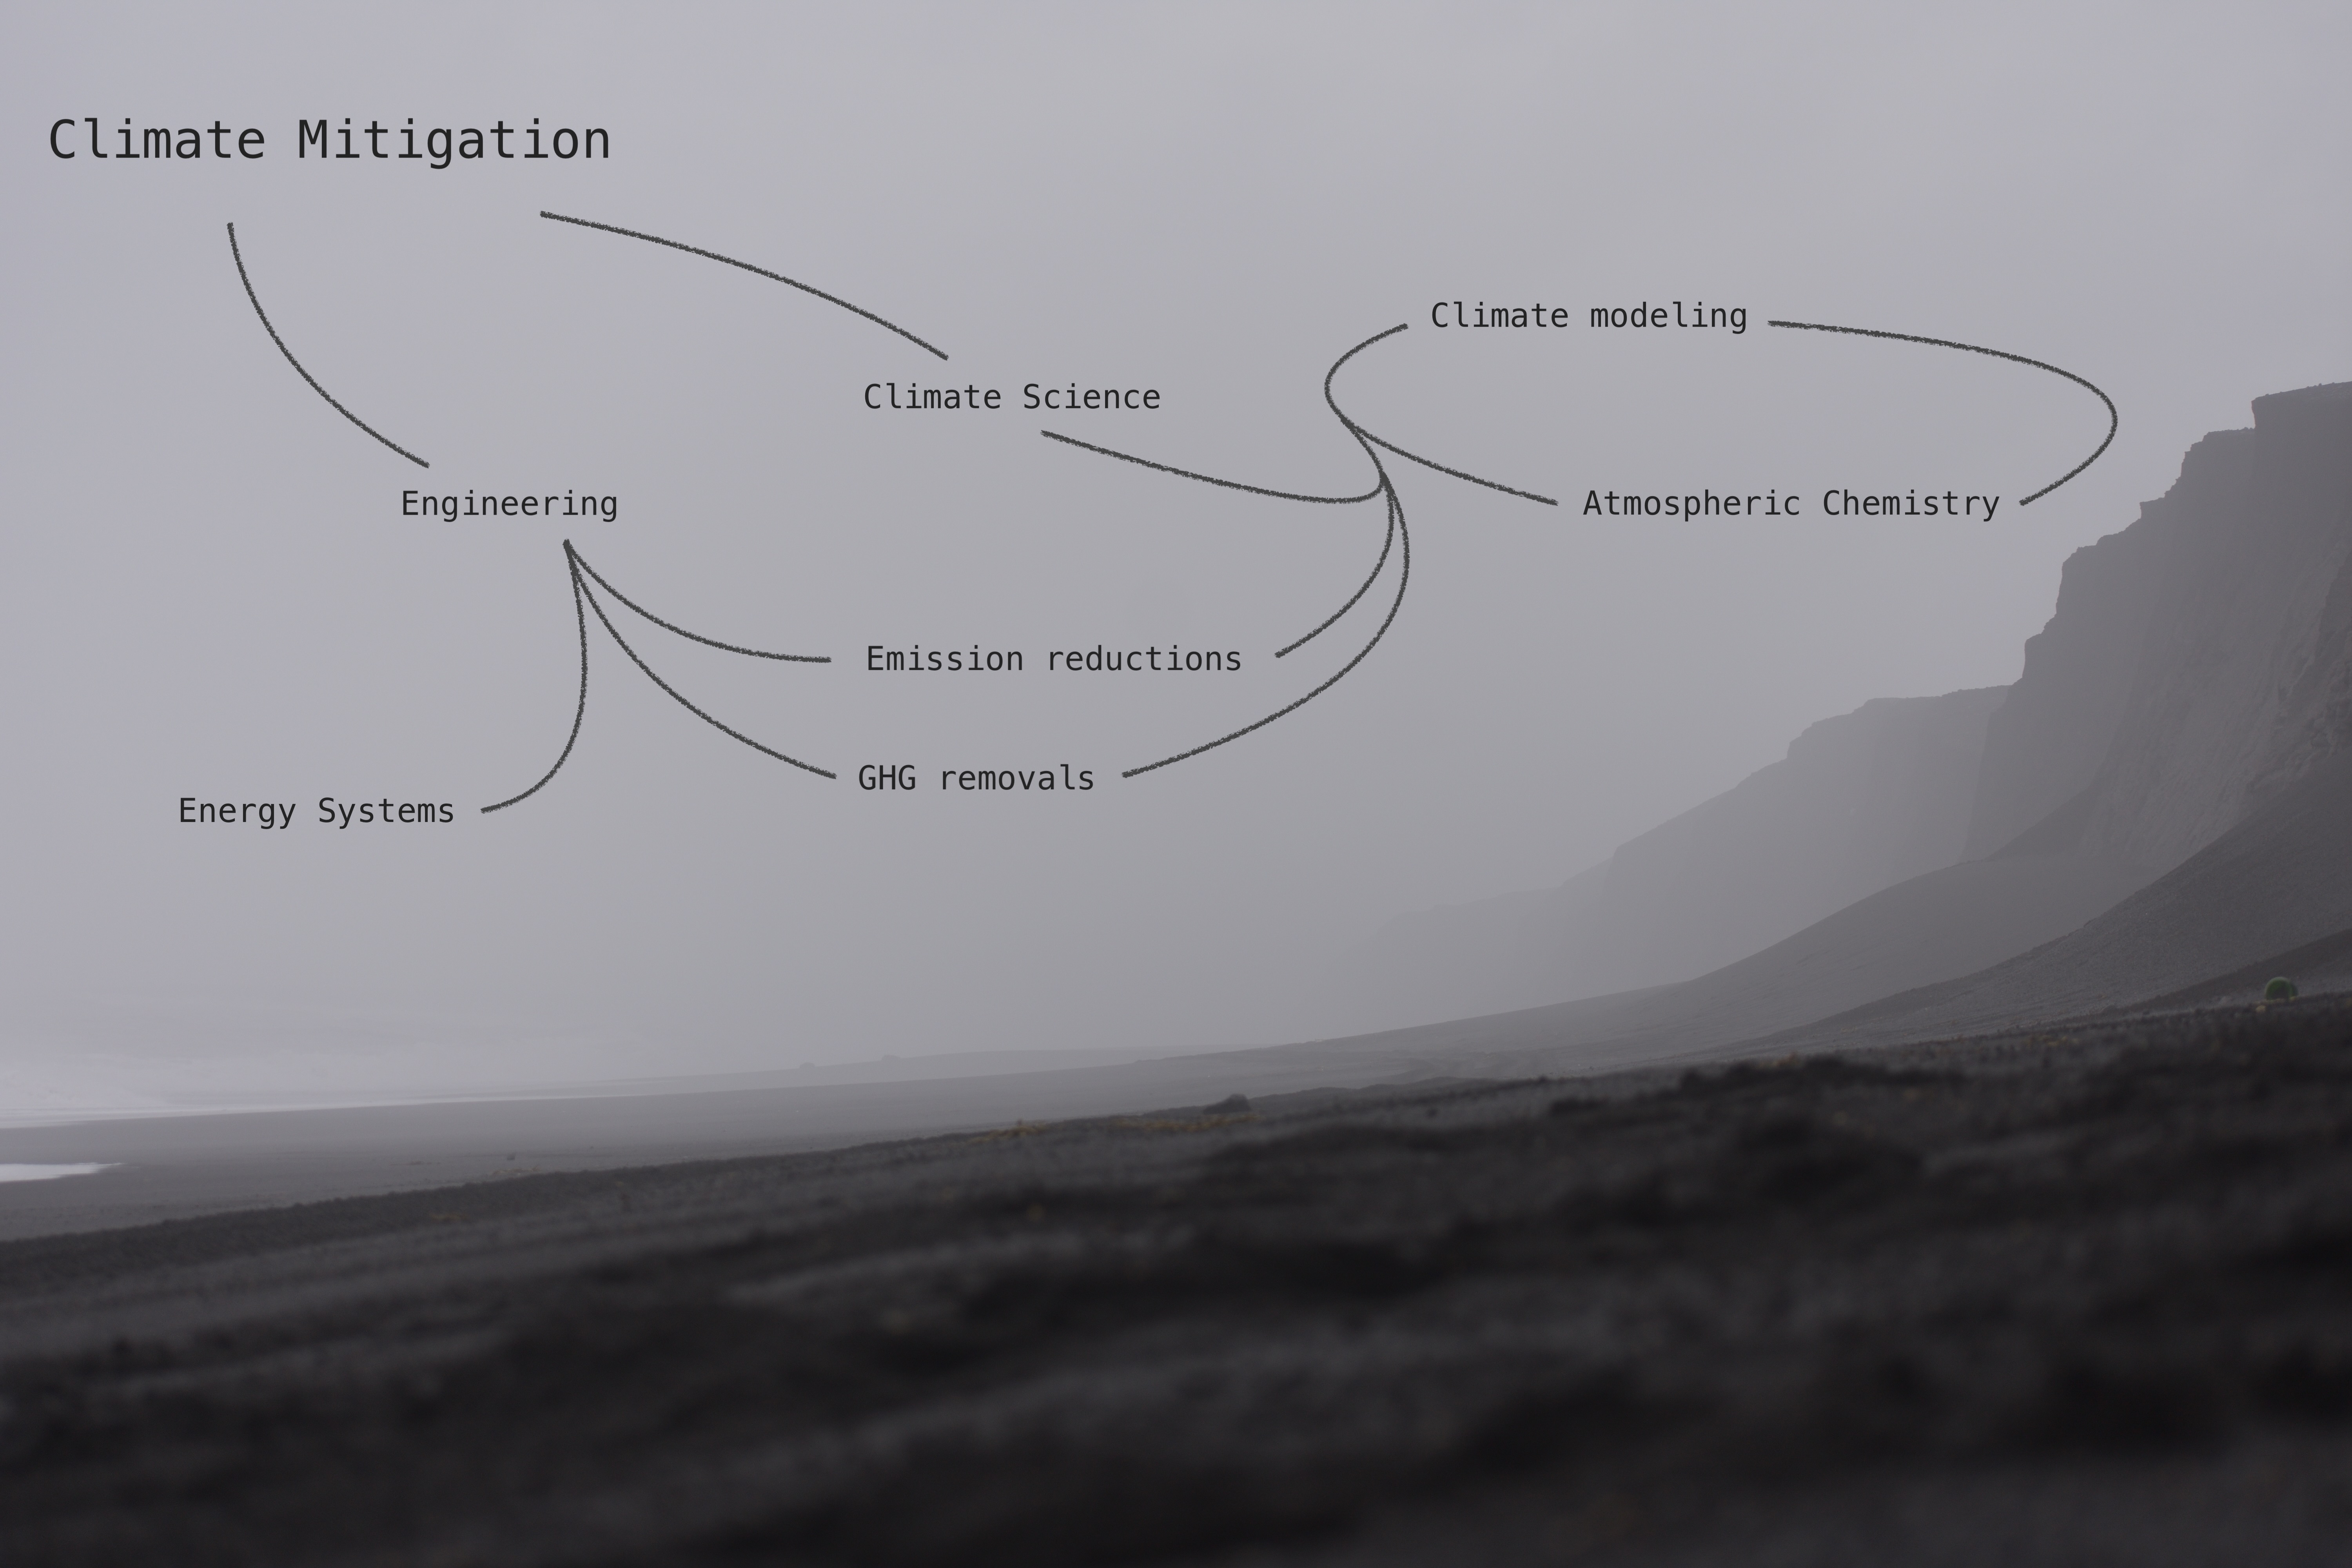 Climate Mitigation
Climate modeling
Climate Science
Engineering
Atmospheric Chemistry
Emission reductions
GHG removals
Energy Systems